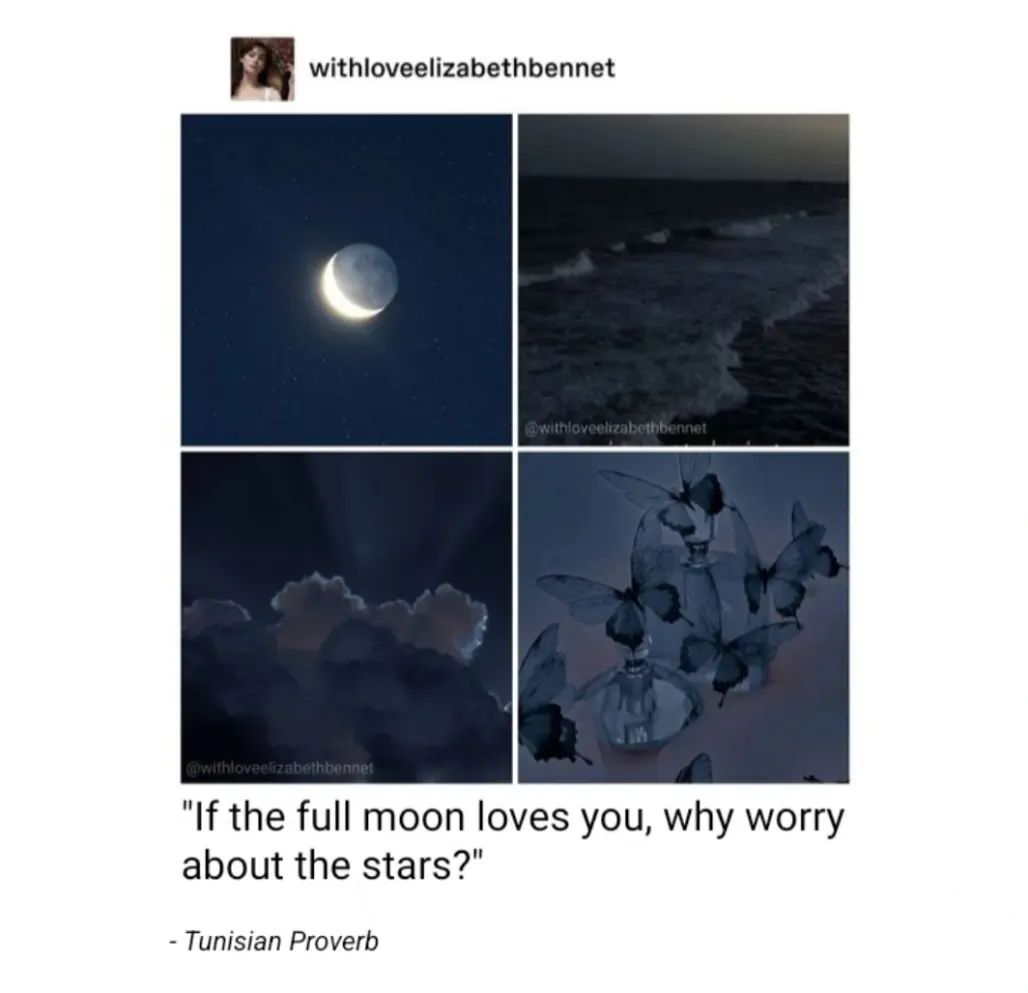 withloveelizabethbennet
@withloveelizabethbennet
@withloveelizabethbennet
"If the full moon loves you, why worry
about the stars?"
- Tunisian Proverb